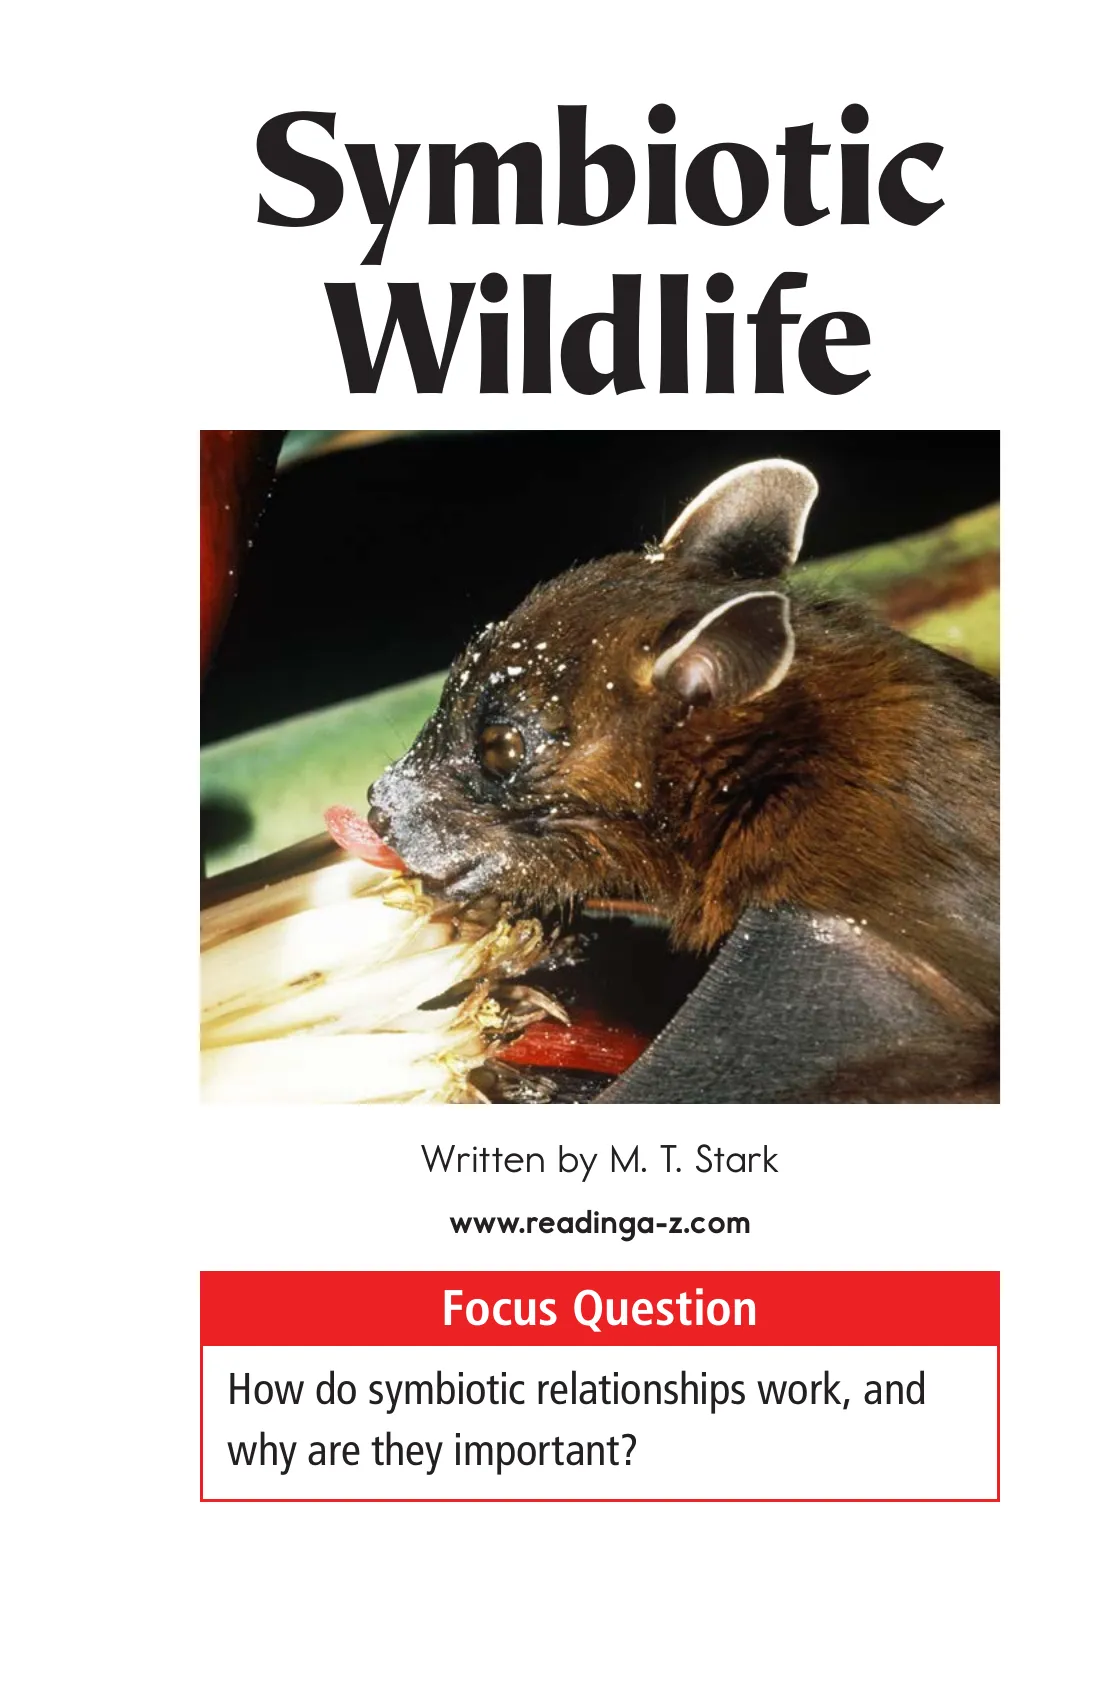 Symbiotic
Wildlife
Written by M. T. Stark
www.readinga-z.com
Focus Question
How do symbiotic relationships work, and
why are they important?